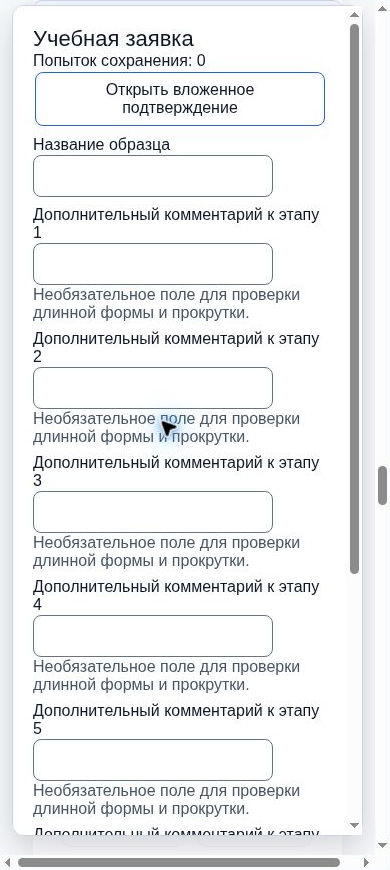 Учебная заявка
Попыток сохранения: 0
Открыть вложенное
подтверждение
Название образца
Дополнительный комментарий к этапу
1
Необязательное поле для проверки
длинной формы и прокрутки.
Дополнительный комментарий к этапу
2
Необязательное поле для проверки
длинной формы и прокрутки.
Дополнительный комментарий к этапу
3
Необязательное поле для проверки
длинной формы и прокрутки.
Дополнительный комментарий к этапу
4
Необязательное поле для проверки
длинной формы и прокрутки.
Дополнительный комментарий к этапу
5
Необязательное поле для проверки
длинной формы и прокрутки.
Дополнительный комментарий к этапу